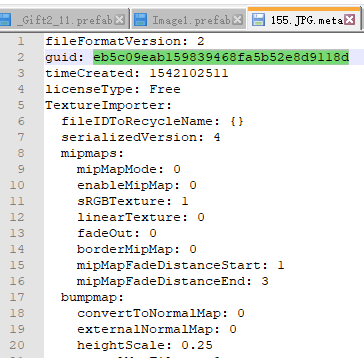 _Gift2_11.prefab Image1.prefab 155.JPG.meta
1 fileFormatVersion: 2
2 guid: eb5c09eab159839468fa5b52e8d9118d
3 timeCreated: 1542102511
4 licenseType: Free
5 TextureImporter:
6 fileIDToRecycleName: {}
7 serializedVersion: 4
8 mipmaps:
9 mipMapMode: 0
10 enableMipMap: 0
11 sRGBTexture: 1
12 linearTexture: 0
13 fadeOut: 0
14 borderMipMap: 0
15 mipMapFadeDistanceStart: 1
16 mipMapFadeDistanceEnd: 3
17 bumpmap:
18 convertToNormalMap: 0
19 externalNormalMap: 0
20 heightScale: 0.25